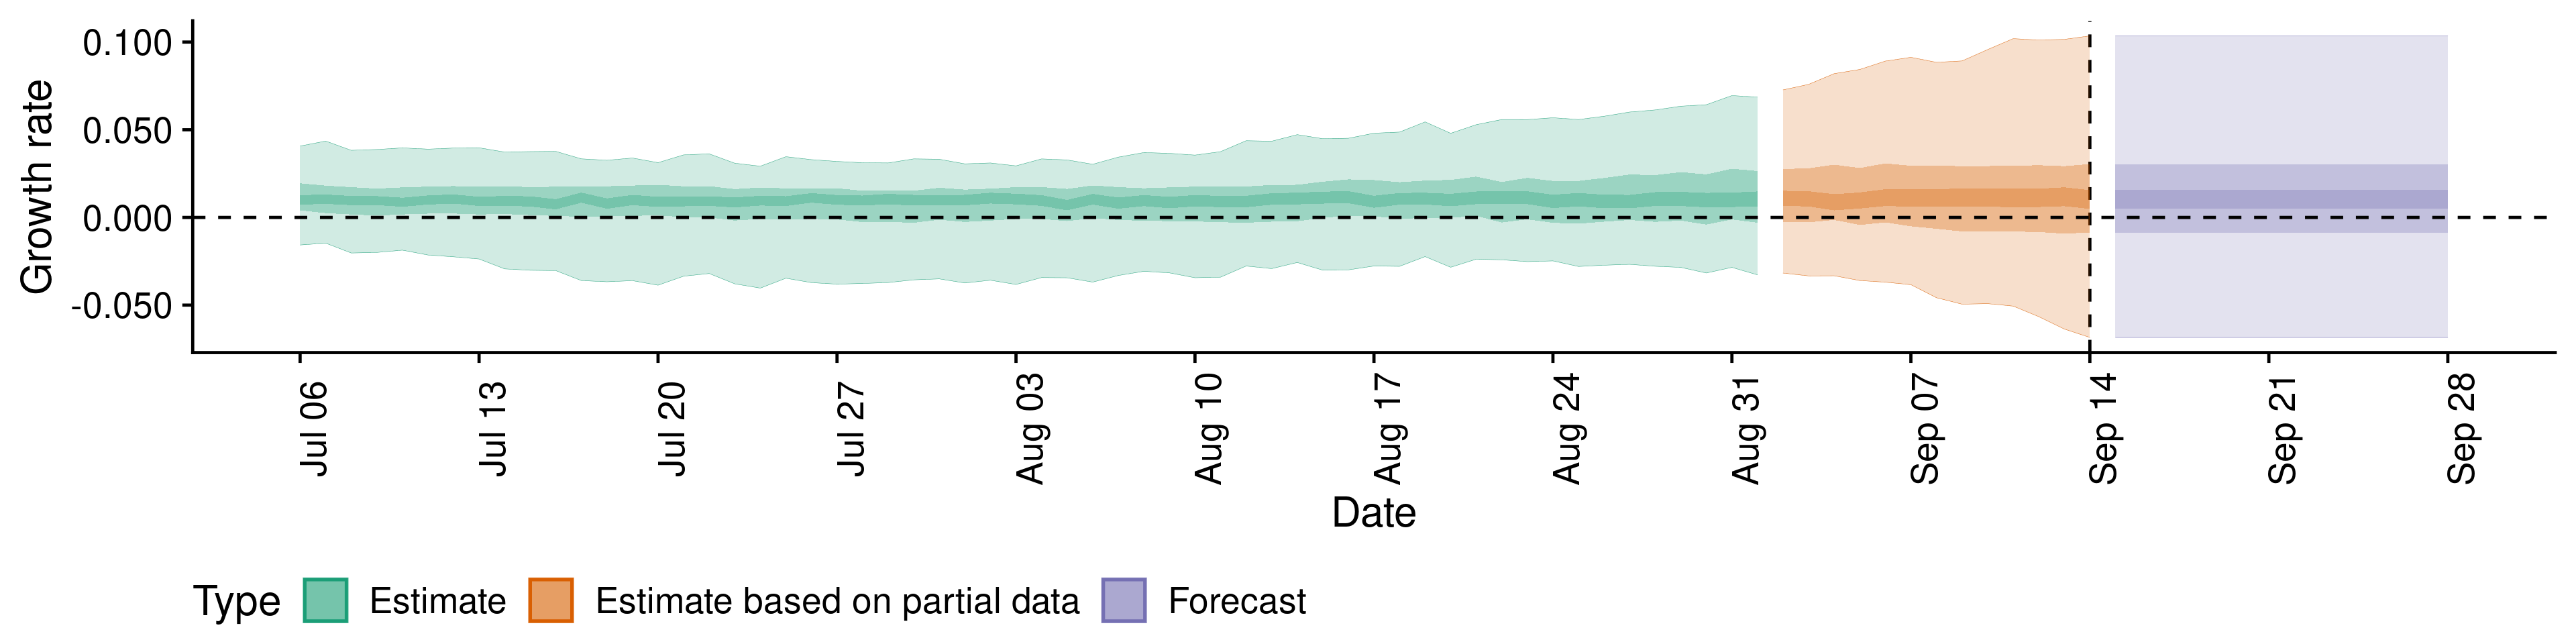 Growth rate
0.100
0.050
0.000
-0.050
Jul 06
Jul 13
Jul 20
Jul 27
Aug 03
Aug 10
Aug 17
Aug 24
Aug 31
Sep 07
Sep 14
Sep 21
Sep 28
Date
Type Estimate Estimate based on partial data Forecast